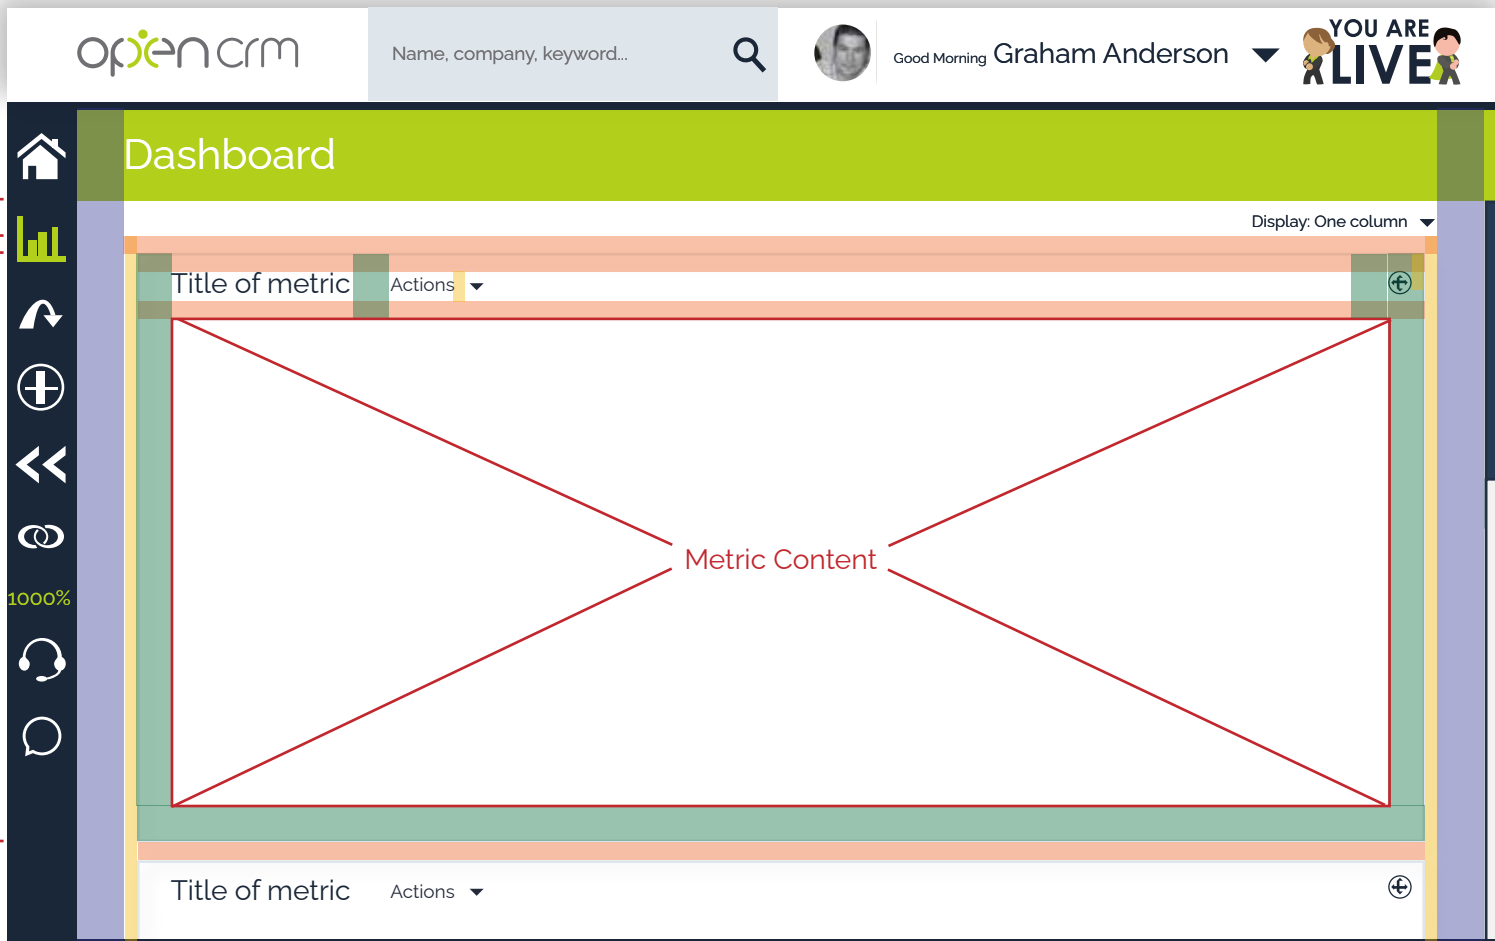 opencrm
Name, company, keyword...
Good Morning Graham Anderson
YOU ARE
LIVE
Dashboard
Display: One column
Title of metric
Actions
Metric Content
1000%
Title of metric
Actions